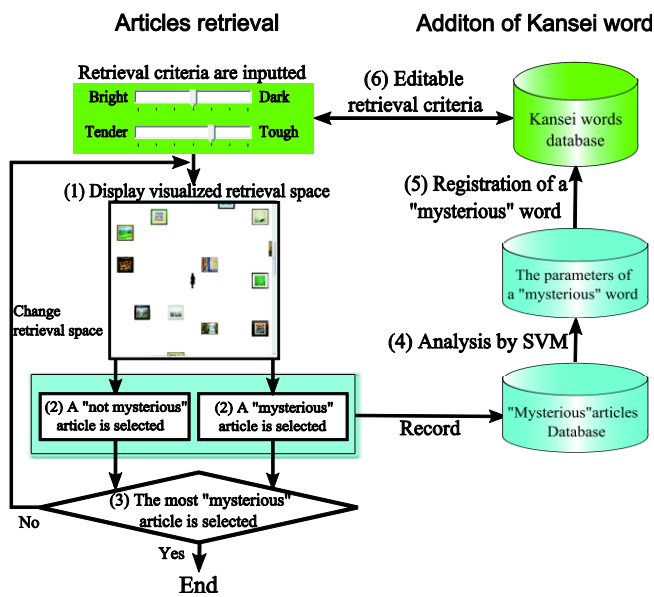 Articles retrieval
Additon of Kansei word
Retrieval criteria are inputted
Bright
Dark
Tender
Tough
(6) Editable
retrieval criteria
Kansei words
database
(1) Display visualized retrieval space
(5) Registration of a
"mysterious" word
The parameters of
a "mysterious" word
Change
retrieval space
(4) Analysis by SVM
(2) A "not mysterious"
article is selected
(2) A "mysterious"
article is selected
Record
"Mysterious"articles
Database
(3) The most "mysterious"
article is selected
No
Yes
End